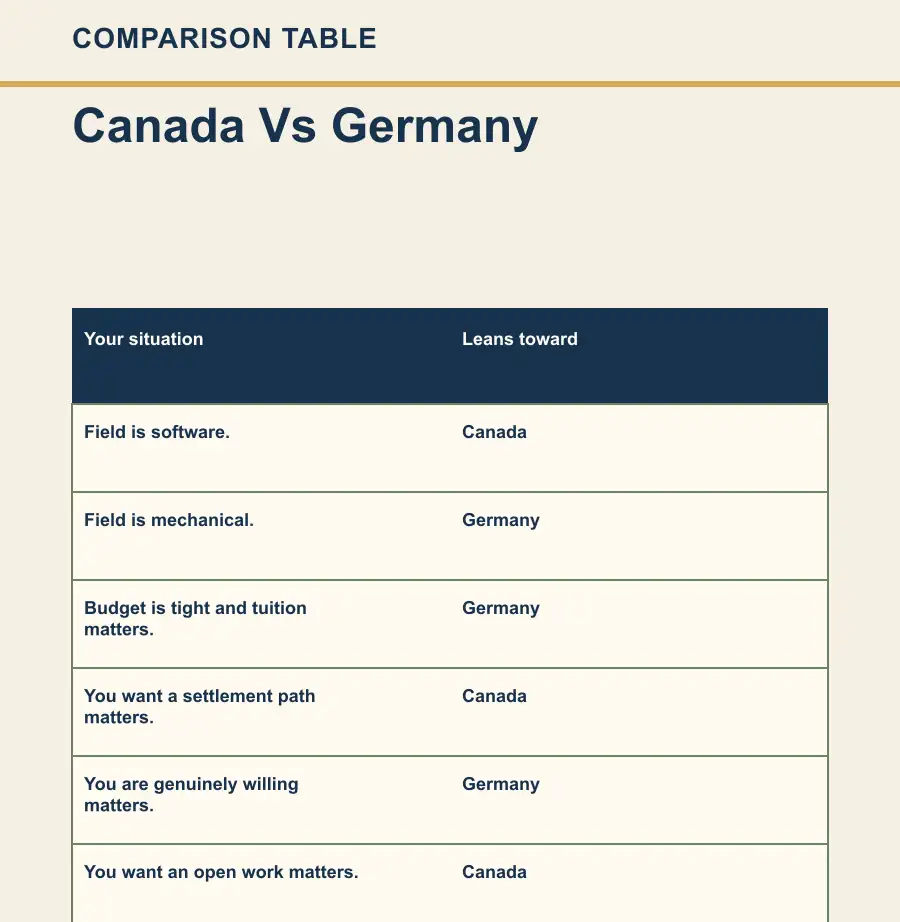 COMPARISON TABLE
Canada Vs Germany
Your situation
Leans toward
Field is software.
Canada
Field is mechanical.
Germany
Budget is tight and tuition
matters.
Germany
You want a settlement path
matters.
Canada
You are genuinely willing
matters.
Germany
You want an open work matters.
Canada